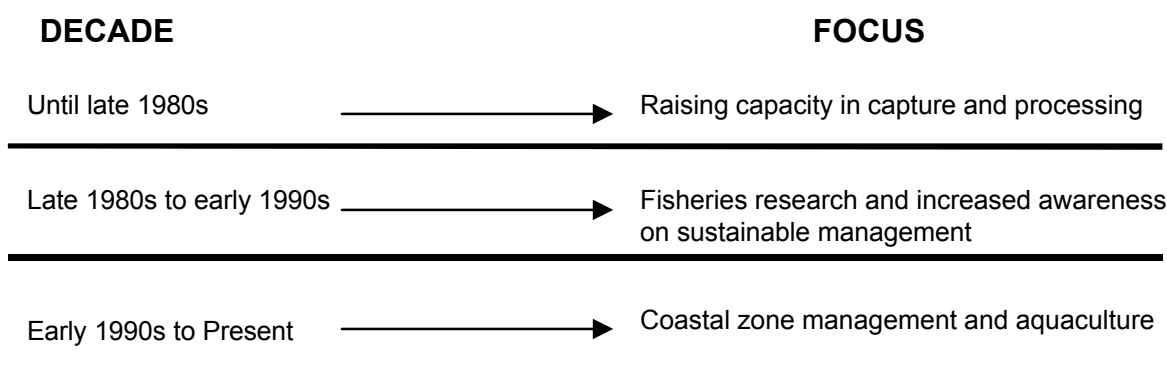 DECADE FOCUS
Until late 1980s Raising capacity in capture and processing
Late 1980s to early 1990s Fisheries research and increased awareness
on sustainable management
Early 1990s to Present Coastal zone management and aquaculture